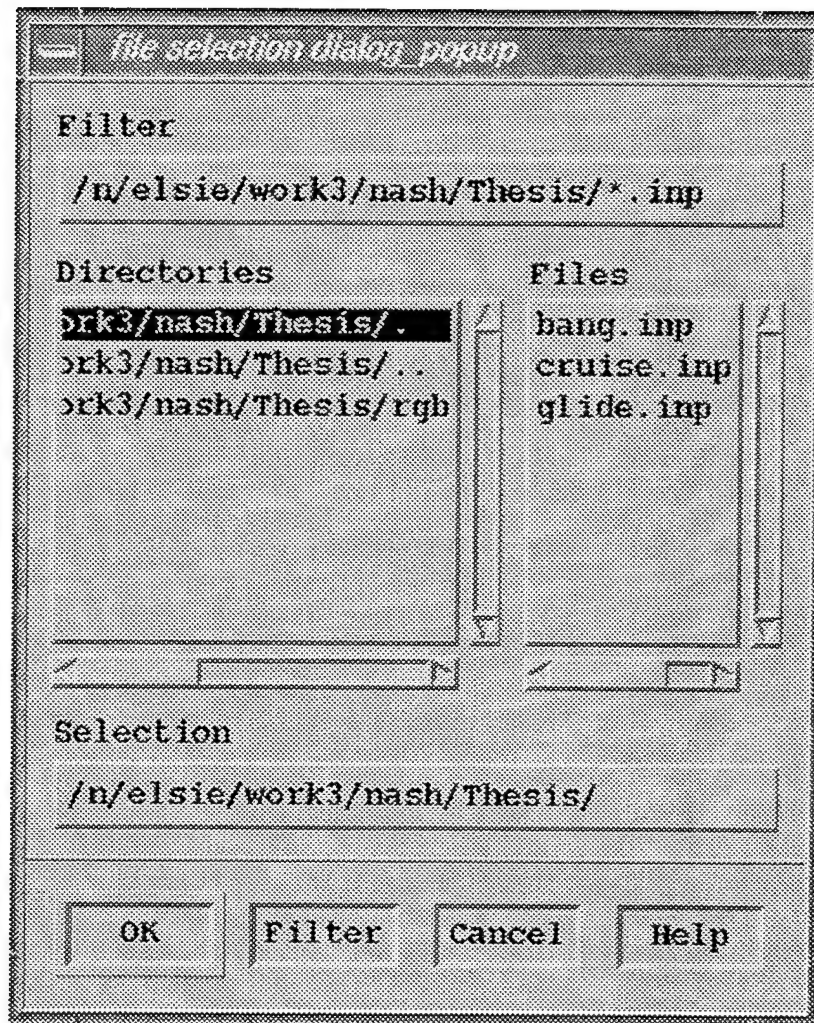 file selection dialog_popup
Filter
/n/elsie/work3/nash/Thesis/*.inp
Directories
ork3/nash/Thesis/.
ork3/nash/Thesis/..
ork3/nash/Thesis/rgb
Files
bang.inp
cruise.inp
glide.inp
Selection
/n/elsie/work3/nash/Thesis/
OK
Filter
Cancel
Help